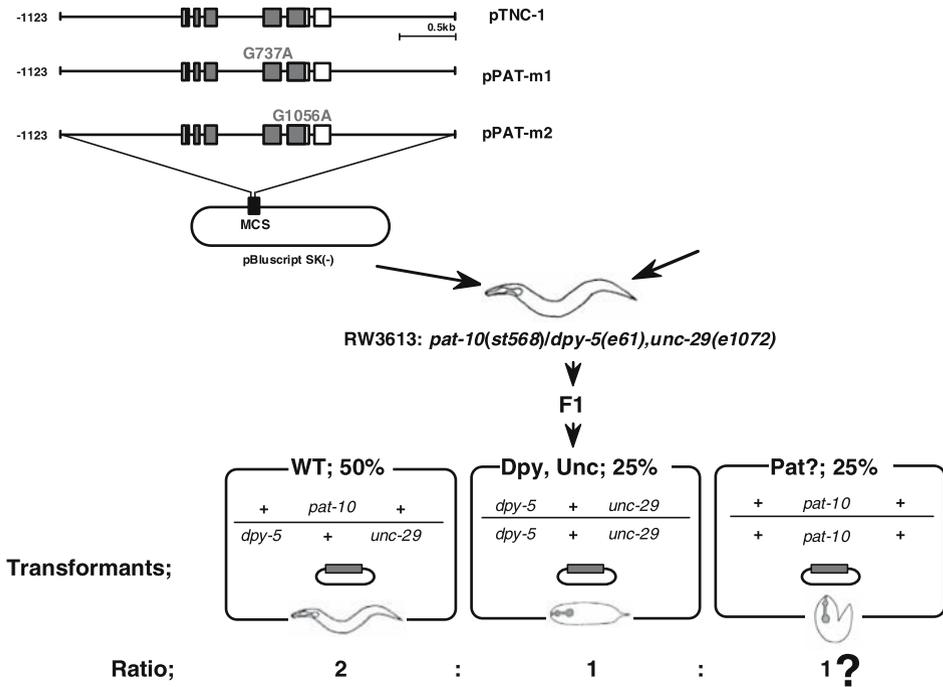 -1123 pTNC-1
0.5kb
G737A
-1123 pPAT-m1
G1056A
-1123 pPAT-m2
MCS
pBluscript SK(-)
RW3613: pat-10(st568)/dpy-5(e61),unc-29(e1072)
F1
WT; 50% Dpy, Unc; 25% Pat?; 25%
+ pat-10 + dpy-5 + unc-29 + pat-10 +
dpy-5 + unc-29 dpy-5 + unc-29 + pat-10 +
Transformants;
Ratio; 2 : 1 : 1?